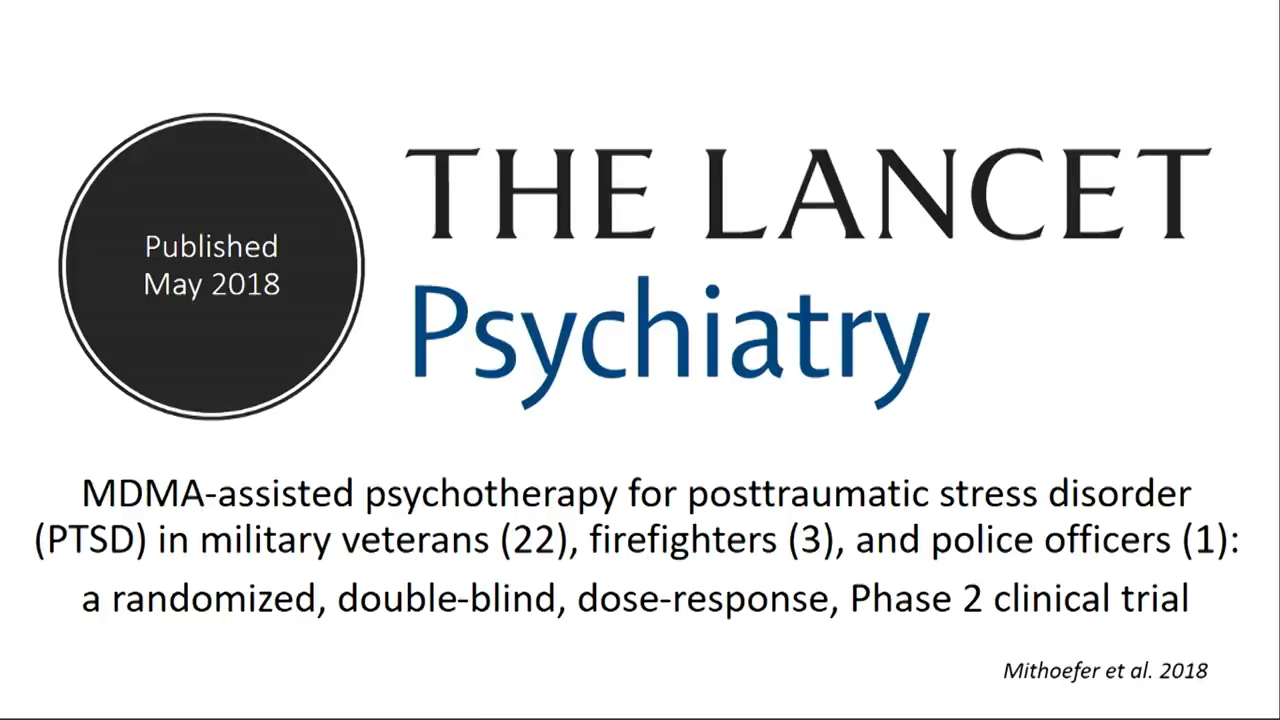 Published
May 2018
THE LANCET
Psychiatry
MDMA-assisted psychotherapy for posttraumatic stress disorder
(PTSD) in military veterans (22), firefighters (3), and police officers (1):
a randomized, double-blind, dose-response, Phase 2 clinical trial
Mithoefer et al. 2018